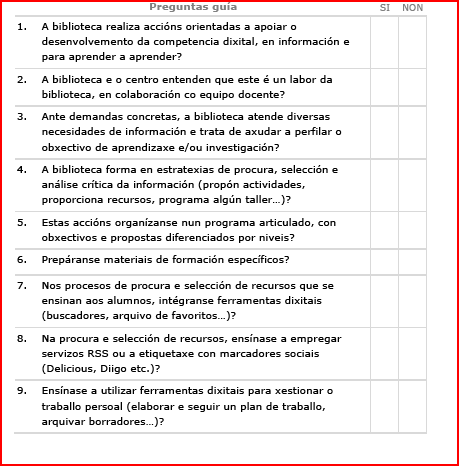 Preguntas guía SI NON
1. A biblioteca realiza accións orientadas a apoiar o
desenvolvemento da competencia dixital, en información e
para aprender a aprender?
2. A biblioteca e o centro entenden que este é un labor da
biblioteca, en colaboración co equipo docente?
3. Ante demandas concretas, a biblioteca atende diversas
necesidades de información e trata de axudar a perfilar o
obxectivo de aprendizaxe e/ou investigación?
4. A biblioteca forma en estratexias de procura, selección e
análise crítica da información (propón actividades,
proporciona recursos, programa algún taller…)?
5. Estas accións organízanse nun programa articulado, con
obxectivos e propostas diferenciados por niveis?
6. Prepáranse materiais de formación específicos?
7. Nos procesos de procura e selección de recursos que se
ensinan aos alumnos, intégranse ferramentas dixitais
(buscadores, arquivo de favoritos…)?
8. Na procura e selección de recursos, ensínase a empregar
servizos RSS ou a etiquetaxe con marcadores sociais
(Delicious, Diigo etc.)?
9. Ensínase a utilizar ferramentas dixitais para xestionar o
traballo persoal (elaborar e seguir un plan de traballo,
arquivar borradores…)?